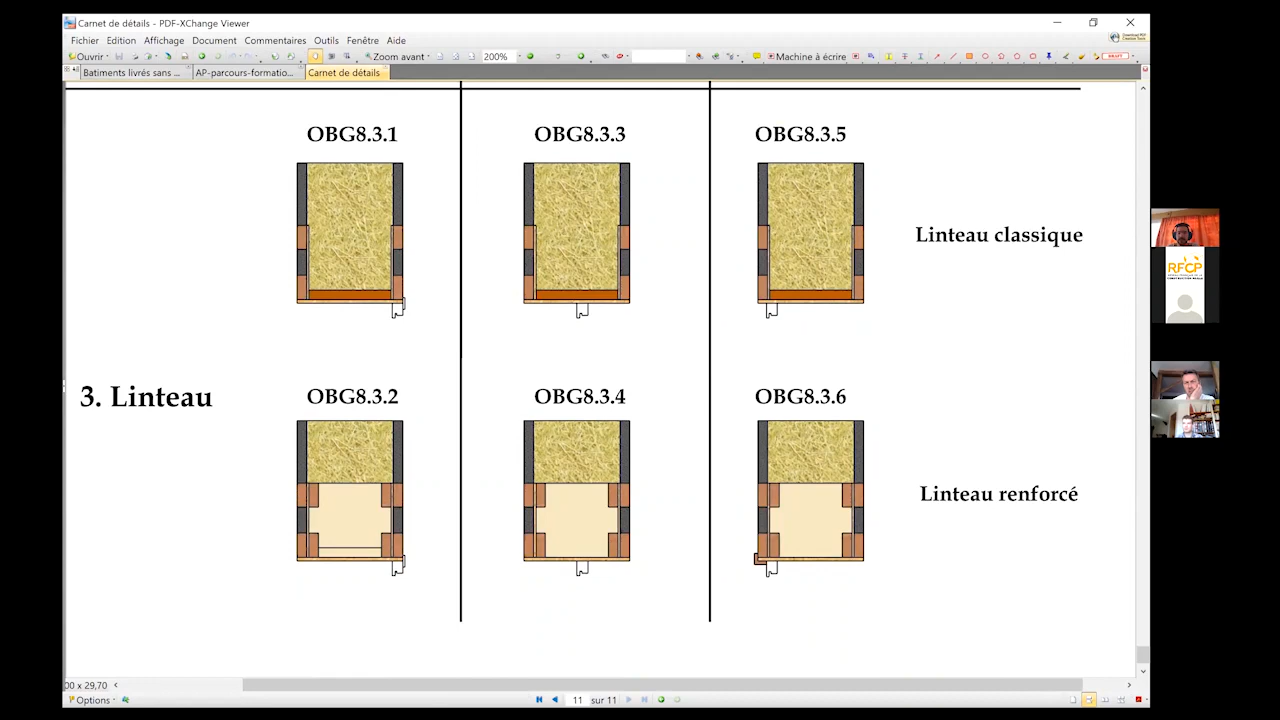 Carnet de détails - PDF-XChange Viewer
Fichier Edition Affichage Document Commentaires Outils Fenêtre Aide
Ouvrir Zoom avant 200% Machine à écrire DRAFT
Batiments livrés sans ... AP-parcours-formatio... Carnet de détails
OBG8.3.1 OBG8.3.3 OBG8.3.5
Linteau classique
3. Linteau
OBG8.3.2 OBG8.3.4 OBG8.3.6
Linteau renforcé
RFCP
00 x 29,70
Options 11 sur 11